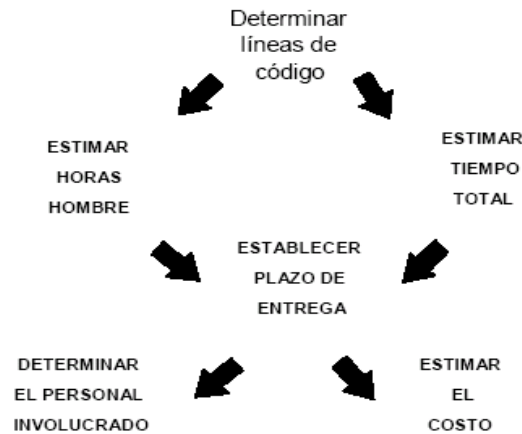 Determinar
líneas de
código
ESTIMAR
HORAS
HOMBRE
ESTIMAR
TIEMPO
TOTAL
ESTABLECER
PLAZO DE
ENTREGA
DETERMINAR
EL PERSONAL
INVOLUCRADO
ESTIMAR
EL
COSTO